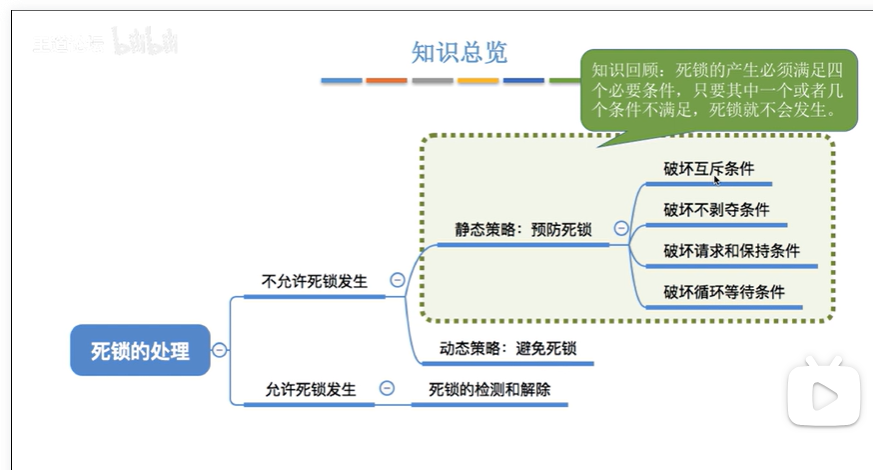 bilibili
知识总览
知识回顾：死锁的产生必须满足四
个必要条件，只要其中一个或者几
个条件不满足，死锁就不会发生。
破坏互斥条件
破坏不剥夺条件
静态策略：预防死锁
破坏请求和保持条件
不允许死锁发生
破坏循环等待条件
死锁的处理
动态策略：避免死锁
允许死锁发生
死锁的检测和解除